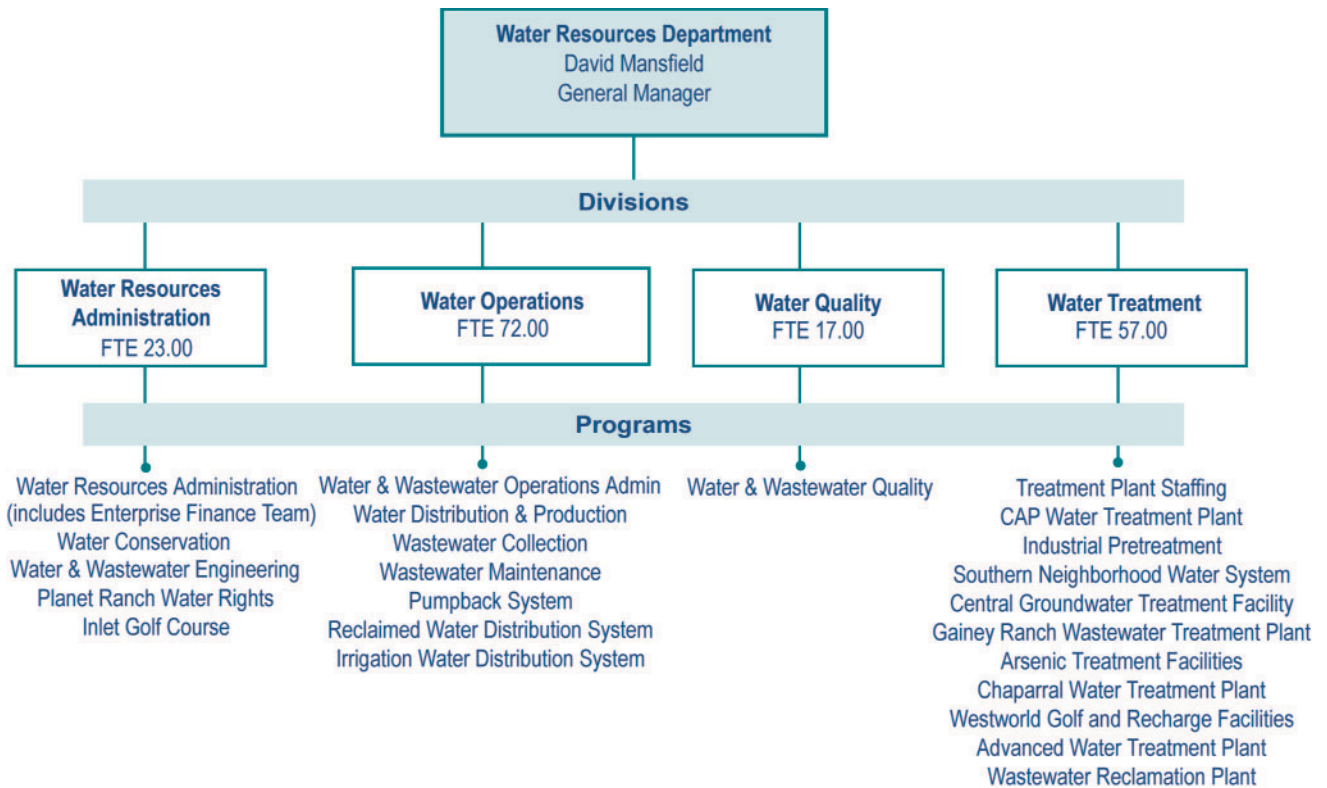 Water Resources Department
David Mansfield
General Manager
Divisions
Water Resources
Administration
FTE 23.00
Water Operations
FTE 72.00
Water Quality
FTE 17.00
Water Treatment
FTE 57.00
Programs
Water Resources Administration
(includes Enterprise Finance Team)
Water Conservation
Water & Wastewater Engineering
Planet Ranch Water Rights
Inlet Golf Course
Water & Wastewater Operations Admin
Water Distribution & Production
Wastewater Collection
Wastewater Maintenance
Pumpback System
Reclaimed Water Distribution System
Irrigation Water Distribution System
Water & Wastewater Quality
Treatment Plant Staffing
CAP Water Treatment Plant
Industrial Pretreatment
Southern Neighborhood Water System
Central Groundwater Treatment Facility
Gainey Ranch Wastewater Treatment Plant
Arsenic Treatment Facilities
Chaparral Water Treatment Plant
Westworld Golf and Recharge Facilities
Advanced Water Treatment Plant
Wastewater Reclamation Plant